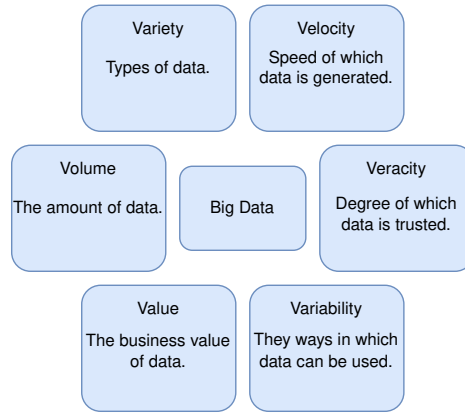 Variety
Types of data.
Velocity
Speed of which
data is generated.
Volume
The amount of data.
Big Data
Veracity
Degree of which
data is trusted.
Value
The business value
of data.
Variability
They ways in which
data can be used.